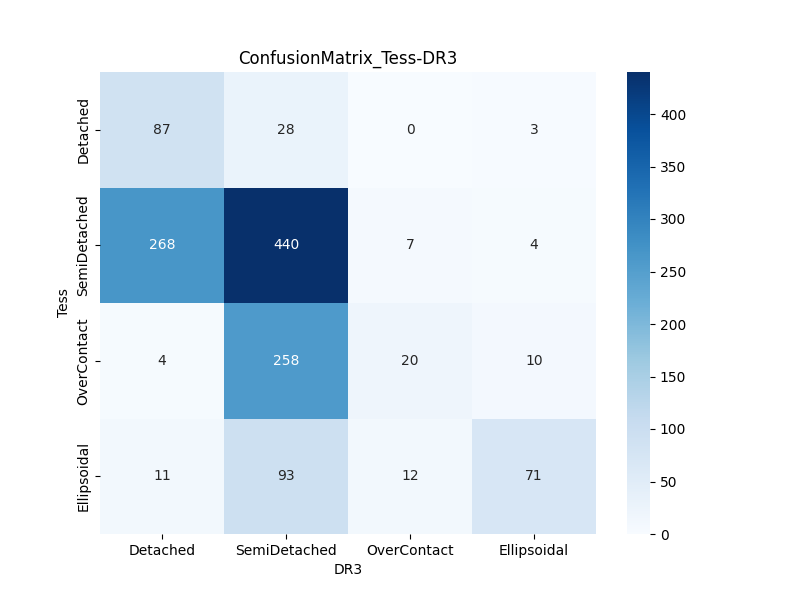 ConfusionMatrix_Tess-DR3
Tess
Detached
87 28 0 3
SemiDetached
268 440 7 4
OverContact
4 258 20 10
Ellipsoidal
11 93 12 71
Detached SemiDetached OverContact Ellipsoidal
DR3
400
350
300
250
200
150
100
50
0